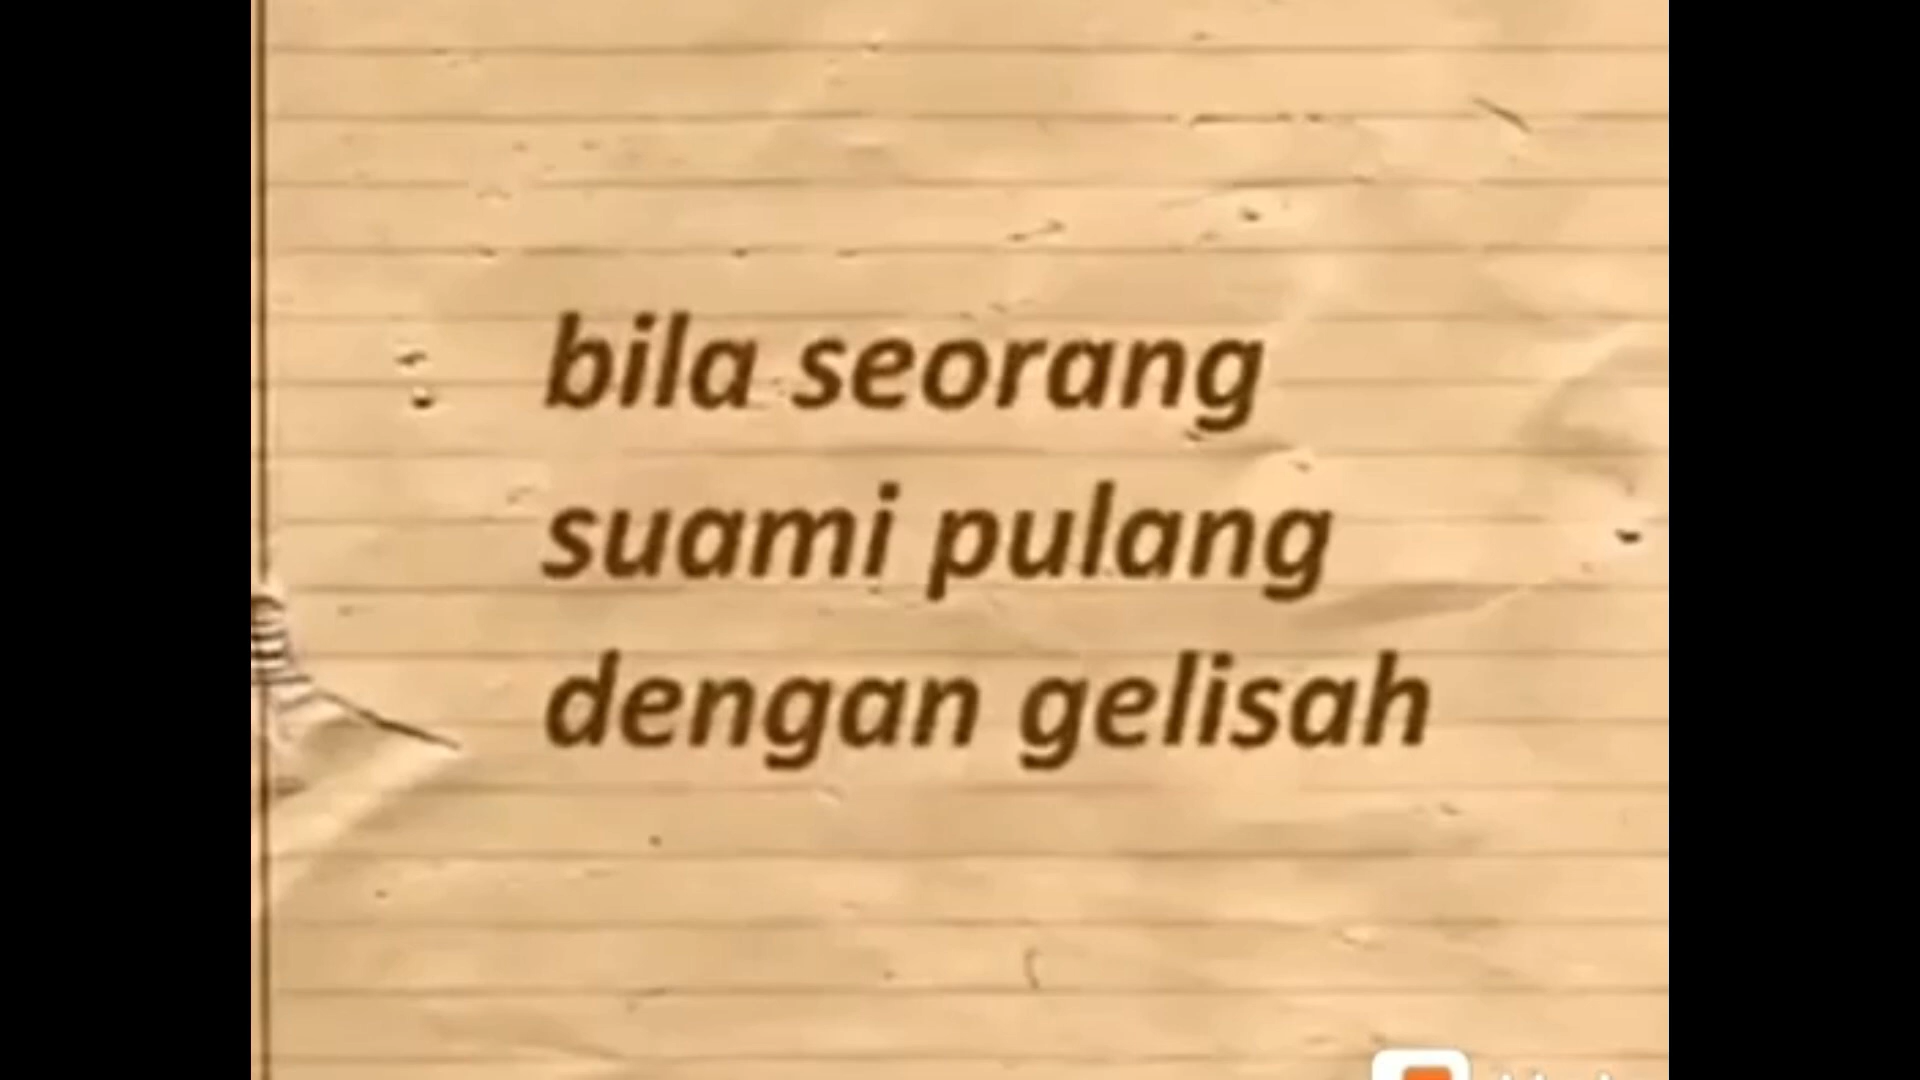 bila seorang
suami pulang
dengan gelisah